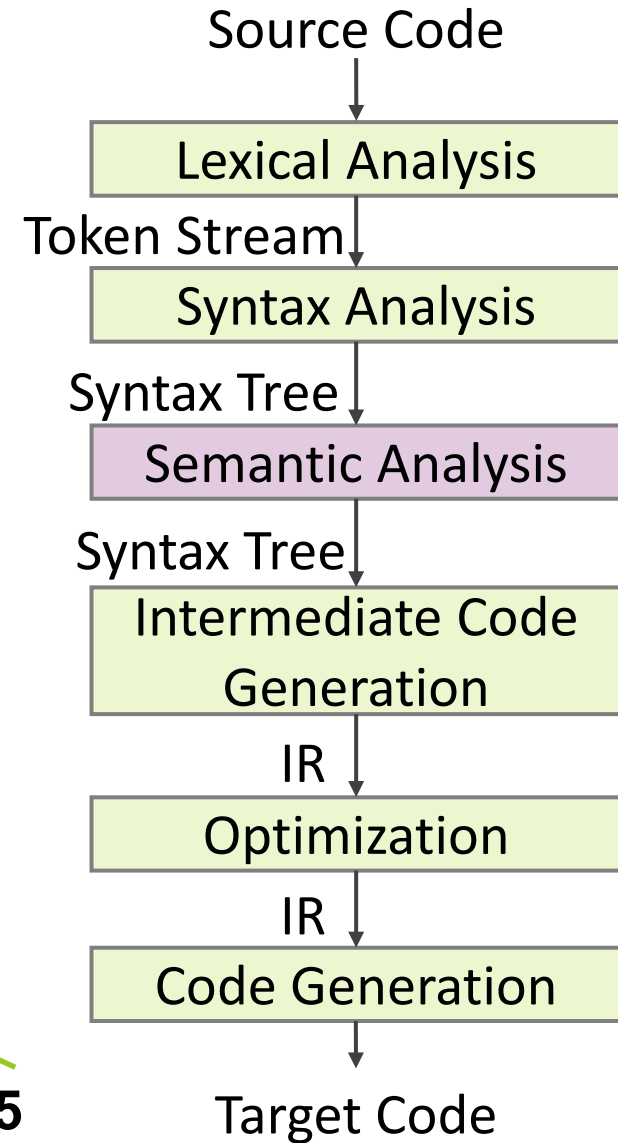 Source Code
Lexical Analysis
Token Stream
Syntax Analysis
Syntax Tree
Semantic Analysis
Syntax Tree
Intermediate Code
Generation
IR
Optimization
IR
Code Generation
5
Target Code